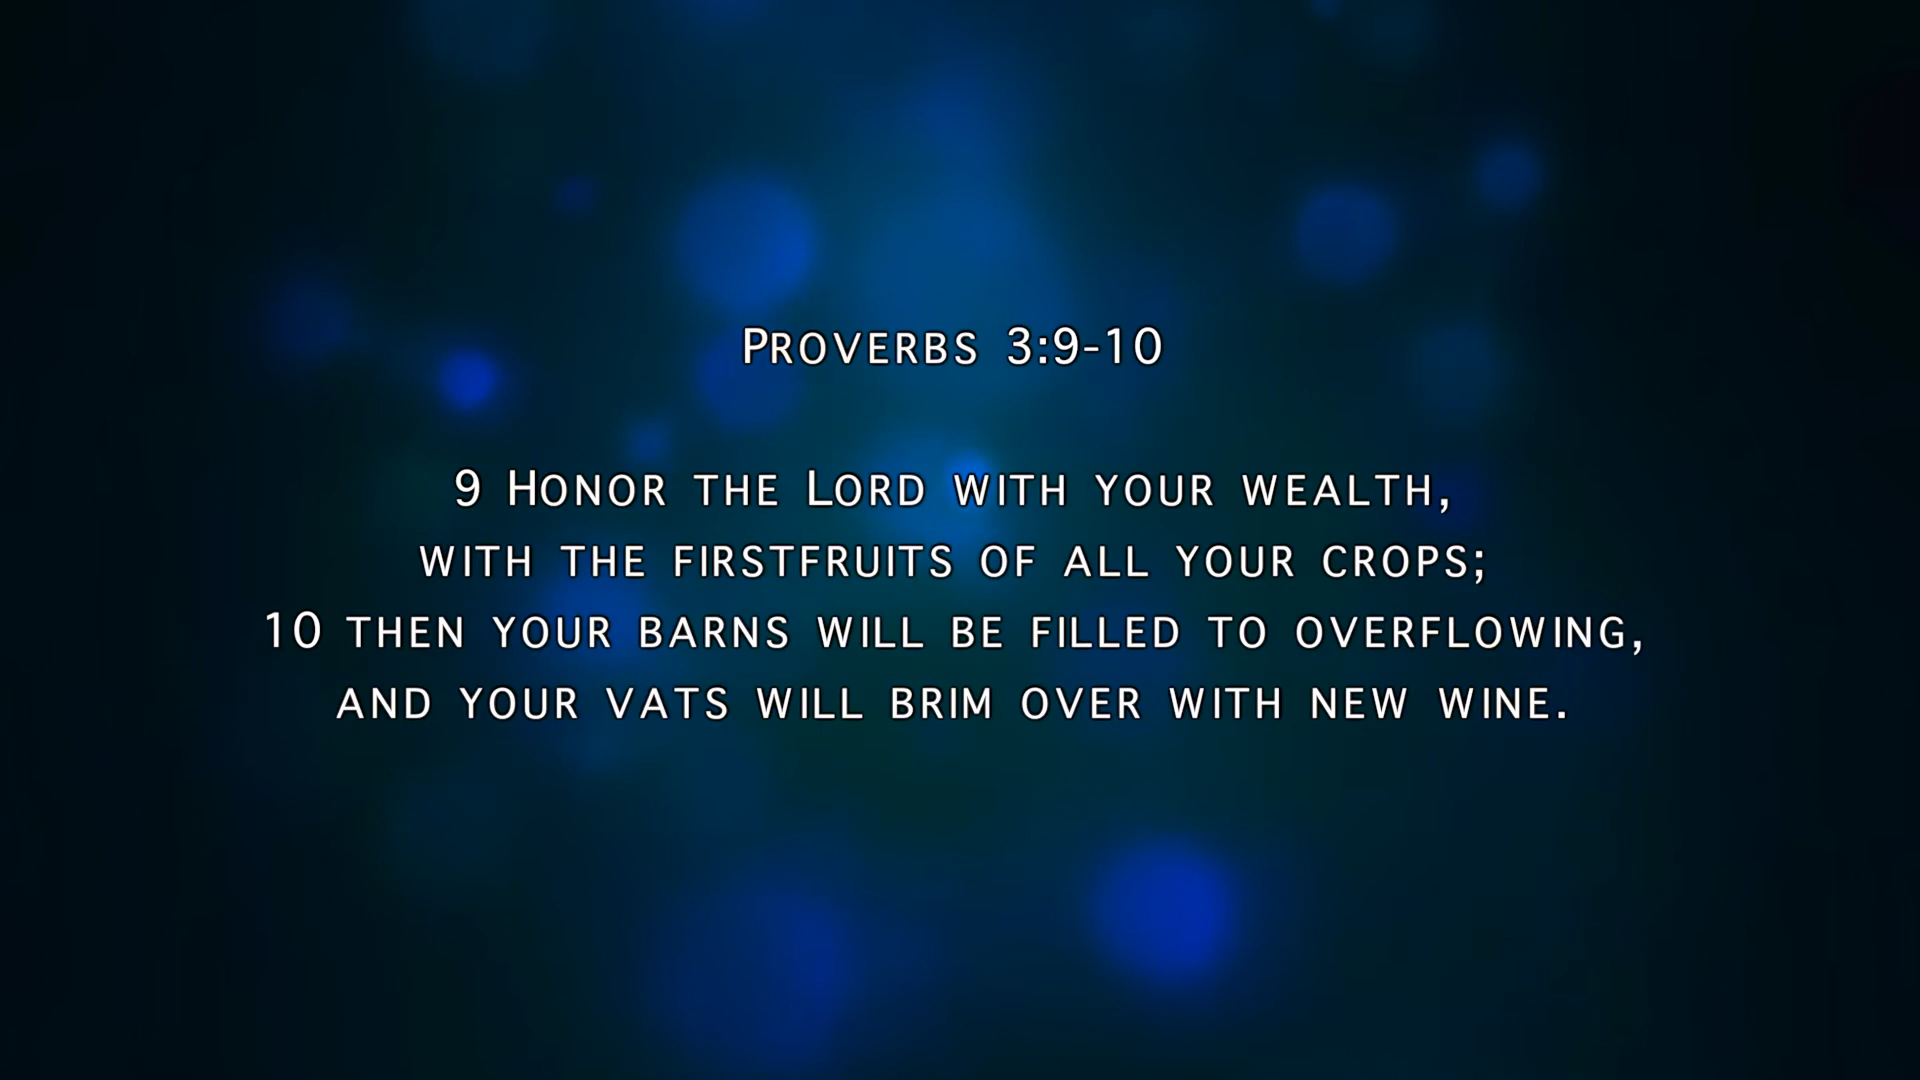 Proverbs 3:9-10
9 Honor the Lord with your wealth,
with the firstfruits of all your crops;
10 then your barns will be filled to overflowing,
and your vats will brim over with new wine.